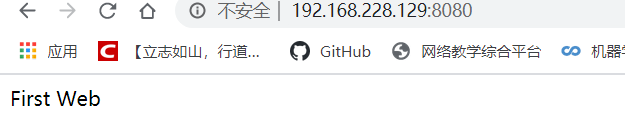 不安全 | 192.168.228.129:8080
应用 【立志如山，行道... GitHub 网络教学综合平台 机器学
First Web